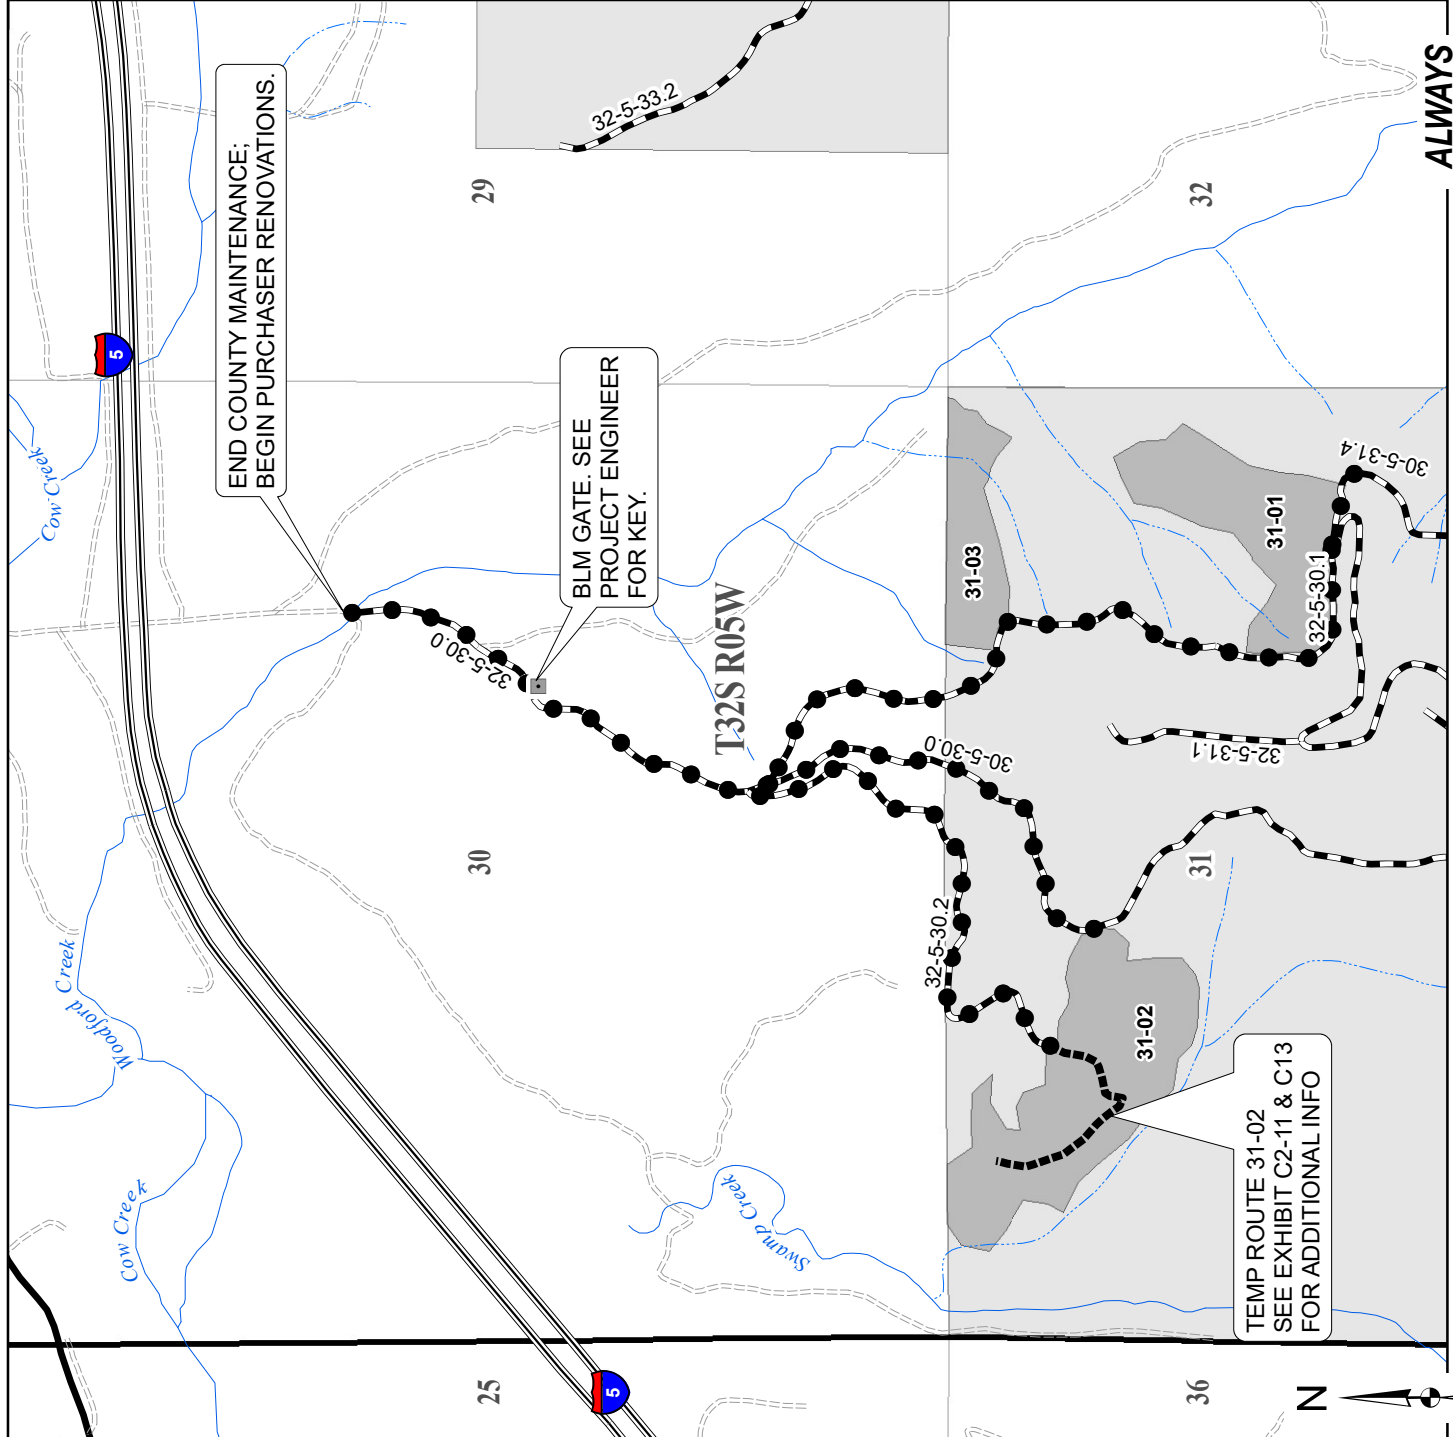 5
Cow Creek
END COUNTY MAINTENANCE;
BEGIN PURCHASER RENOVATIONS.
32-5-33.2
29
32
ALWAYS
BLM GATE. SEE
PROJECT ENGINEER
FOR KEY.
32-5-30.0
T32S R05W
31-03
31-01
30-5-31.4
32-5-30.1
32-5-31.1
30-5-30.0
30
31
32-5-30.2
31-02
Woodford Creek
Cow Creek
Swamp Creek
TEMP ROUTE 31-02
SEE EXHIBIT C2-11 & C13
FOR ADDITIONAL INFO
25
5
36
N